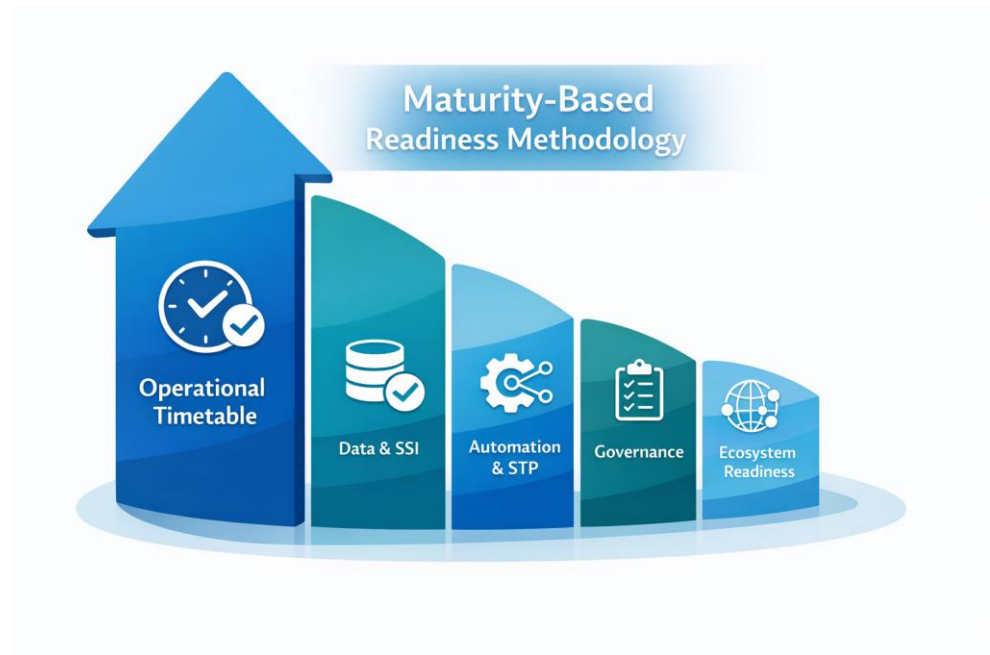 Maturity-Based
Readiness Methodology
Operational
Timetable
Data & SSI
Automation
& STP
Governance
Ecosystem
Readiness